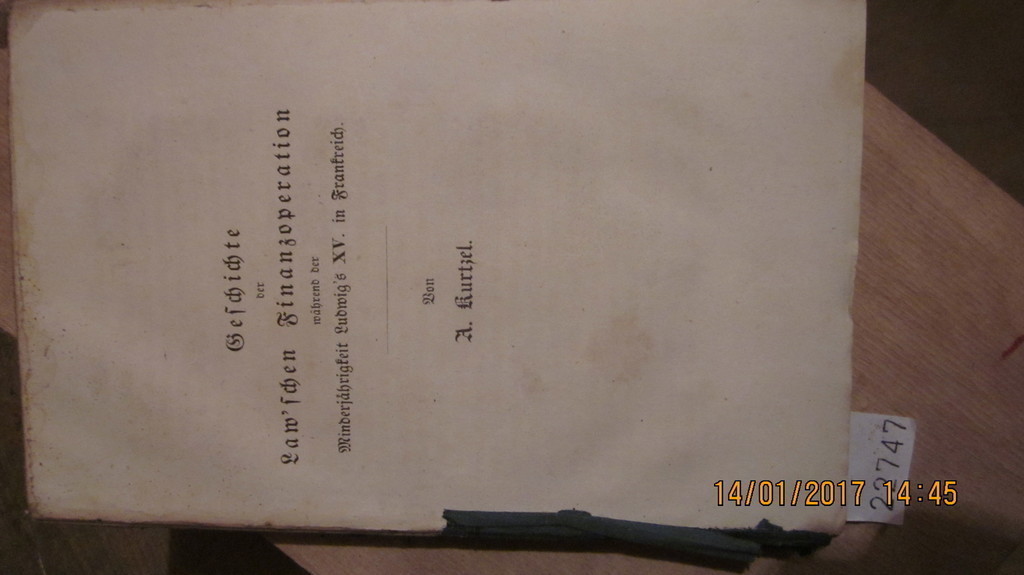 Geschichte
der
Law'schen Finanzoperation
während der
Minderjährigkeit Ludwig's XV. in Frankreich.
Von
A. Kurtzel.
22747
14/01/2017 14:45